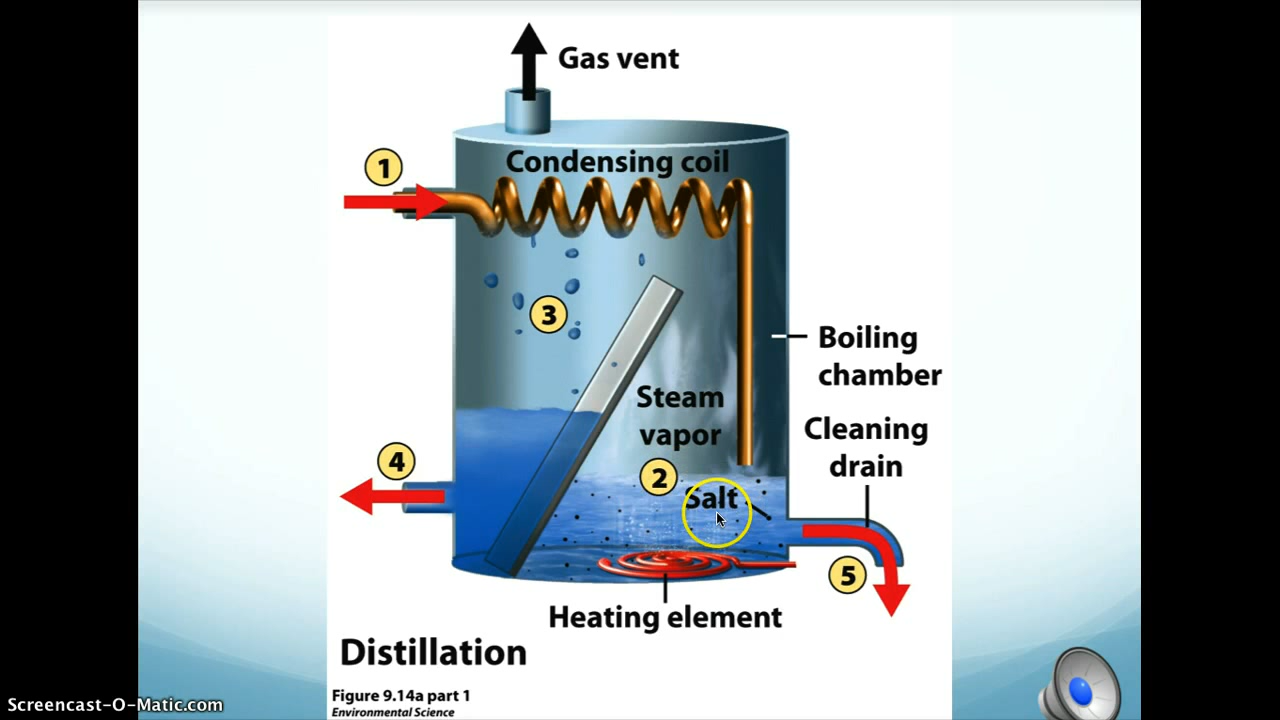 Gas vent
1
Condensing coil
3
Boiling
chamber
Steam
vapor
Cleaning
drain
4
2
Salt
5
Heating element
Distillation
Figure 9.14a part 1
Environmental Science
Screencast-O-Matic.com